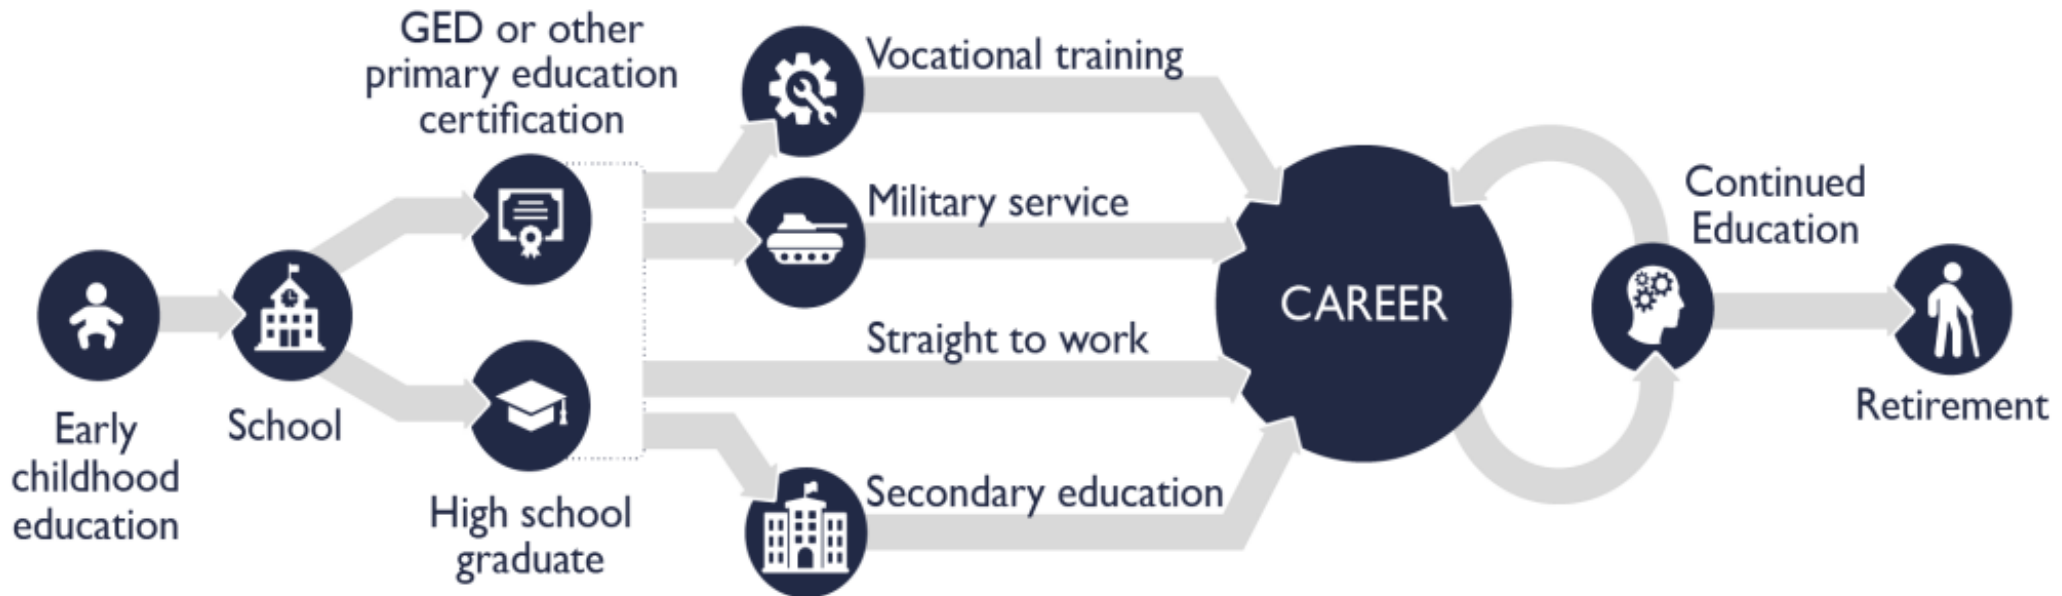 GED or other
primary education
certification
Vocational training
Military service
Straight to work
Secondary education
CAREER
Continued
Education
Retirement
Early
childhood
education
School
High school
graduate